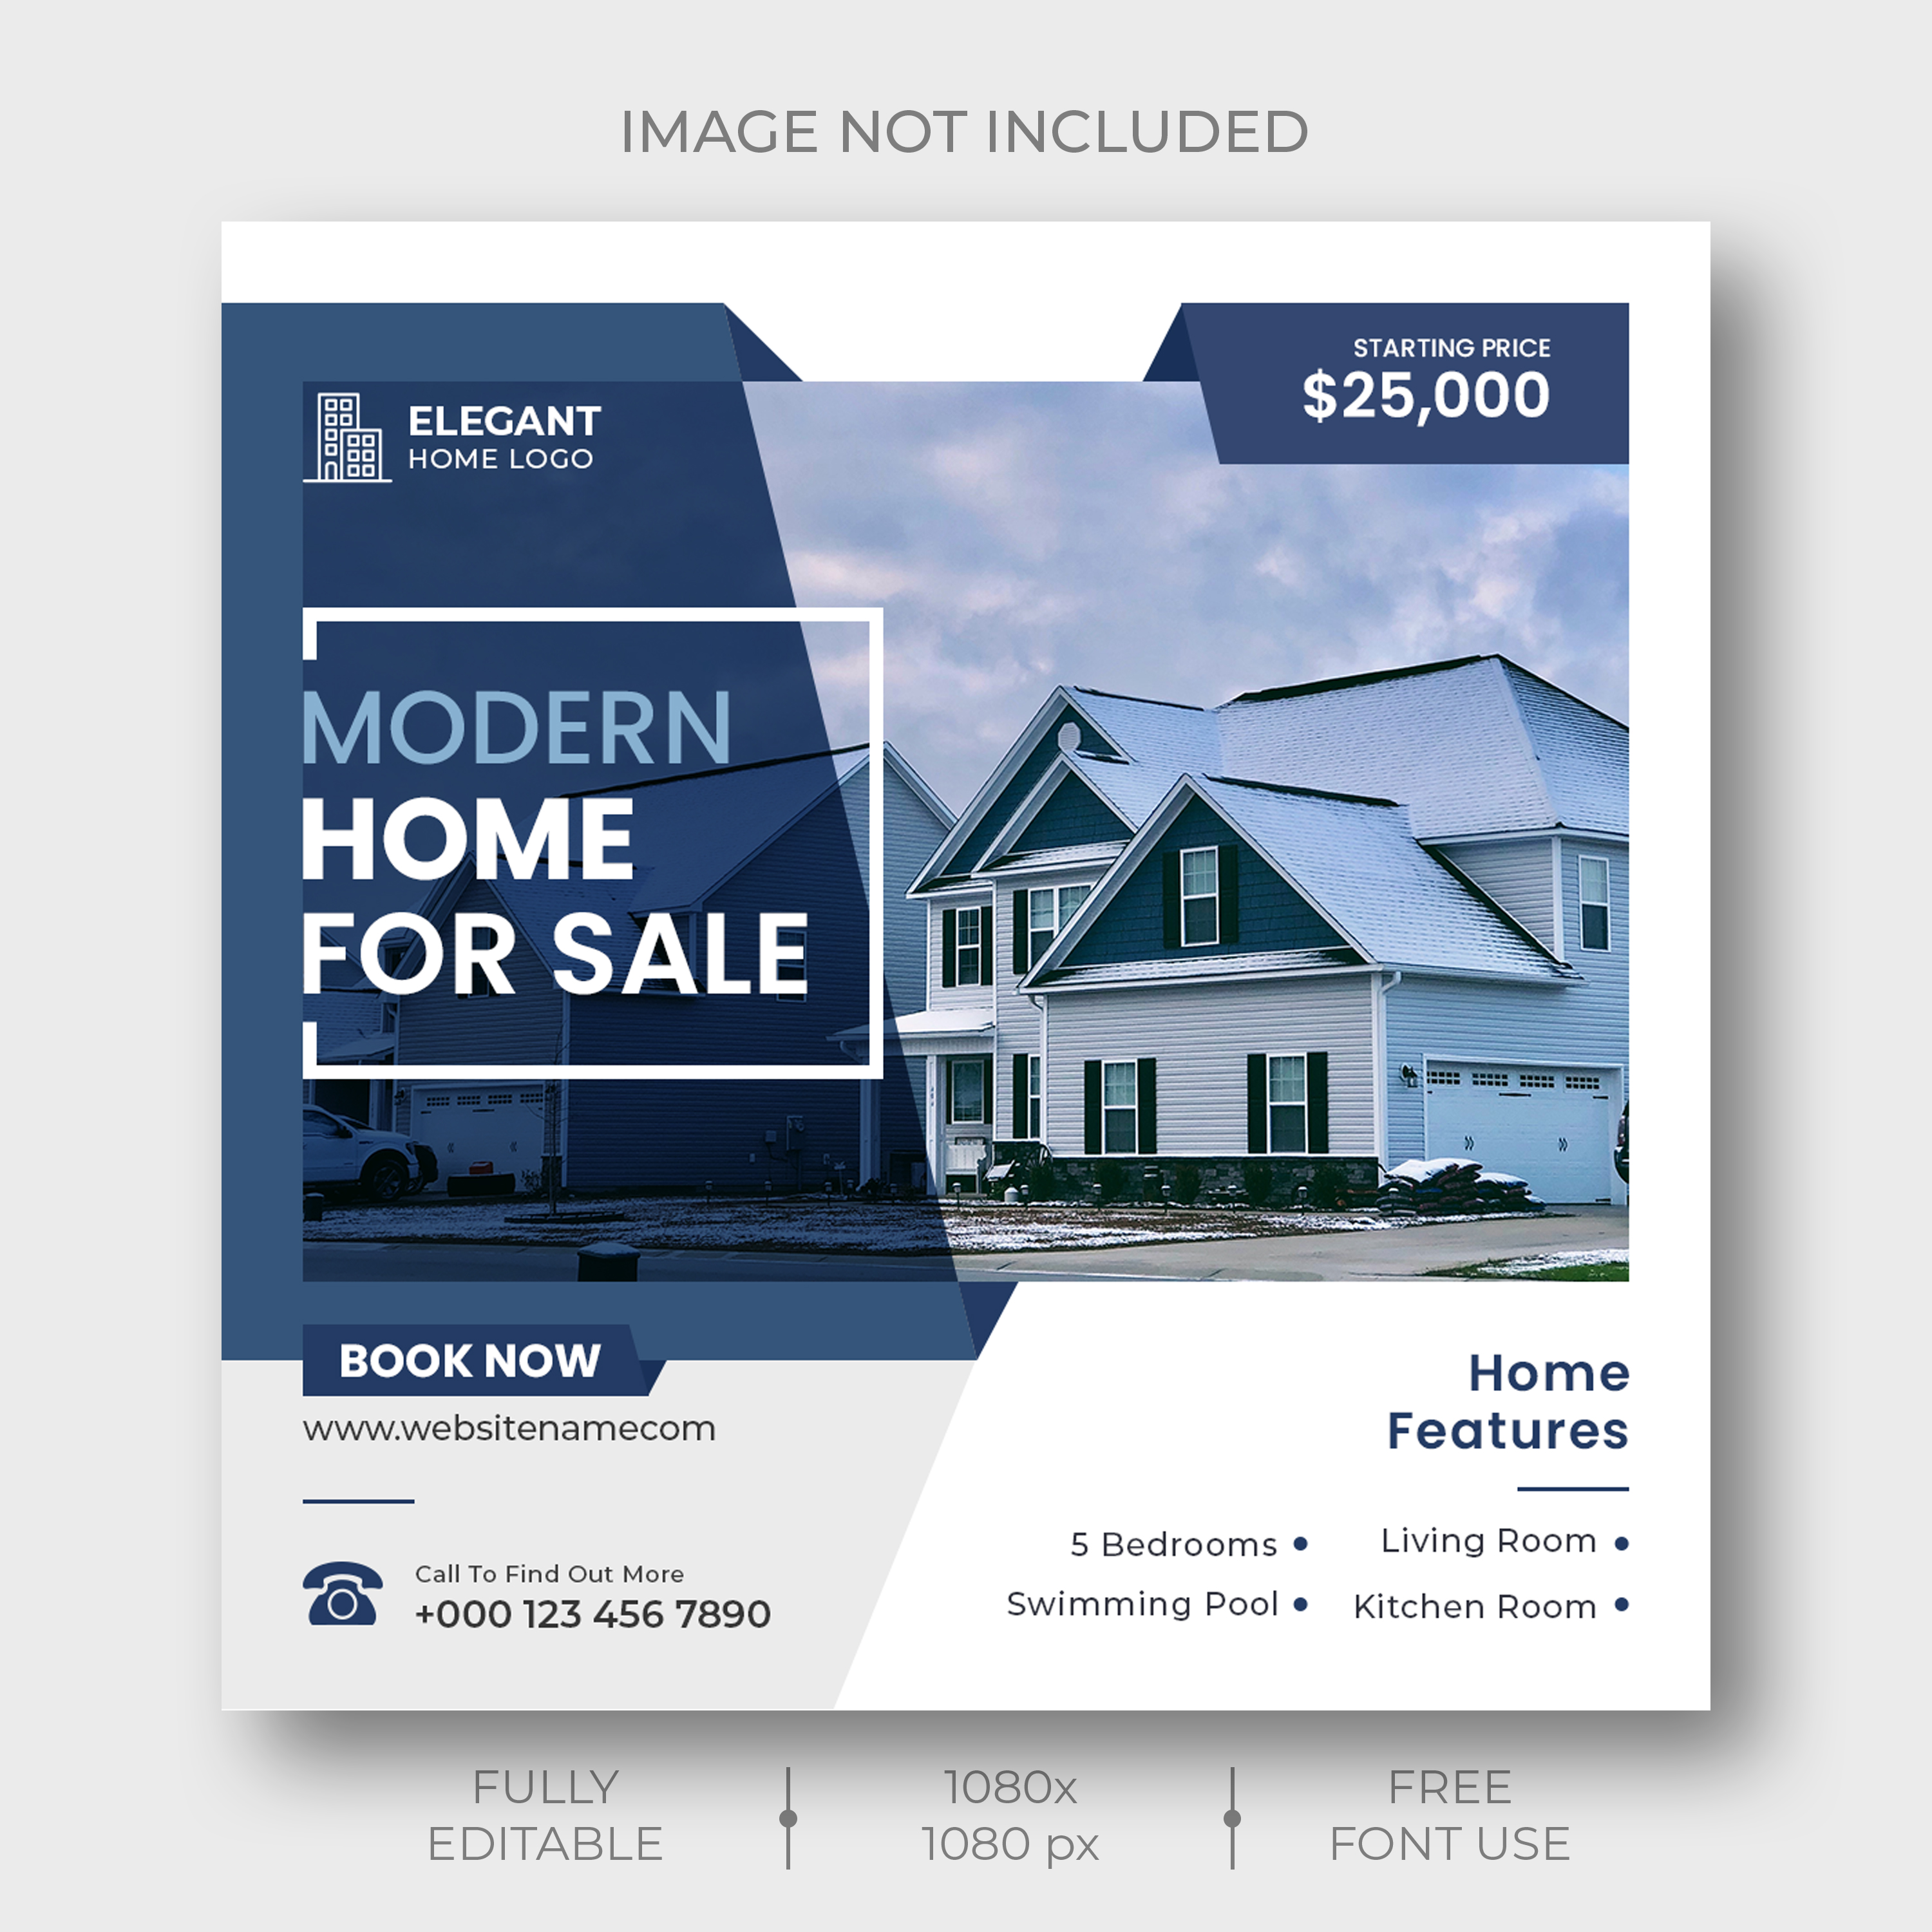 IMAGE NOT INCLUDED
STARTING PRICE
$25,000
ELEGANT
HOME LOGO
MODERN
HOME
FOR SALE
BOOK NOW
www.websitenamecom
Call To Find Out More
+000 123 456 7890
Home
Features
5 Bedrooms
Living Room
Swimming Pool
Kitchen Room
FULLY
EDITABLE
1080x
1080 px
FREE
FONT USE